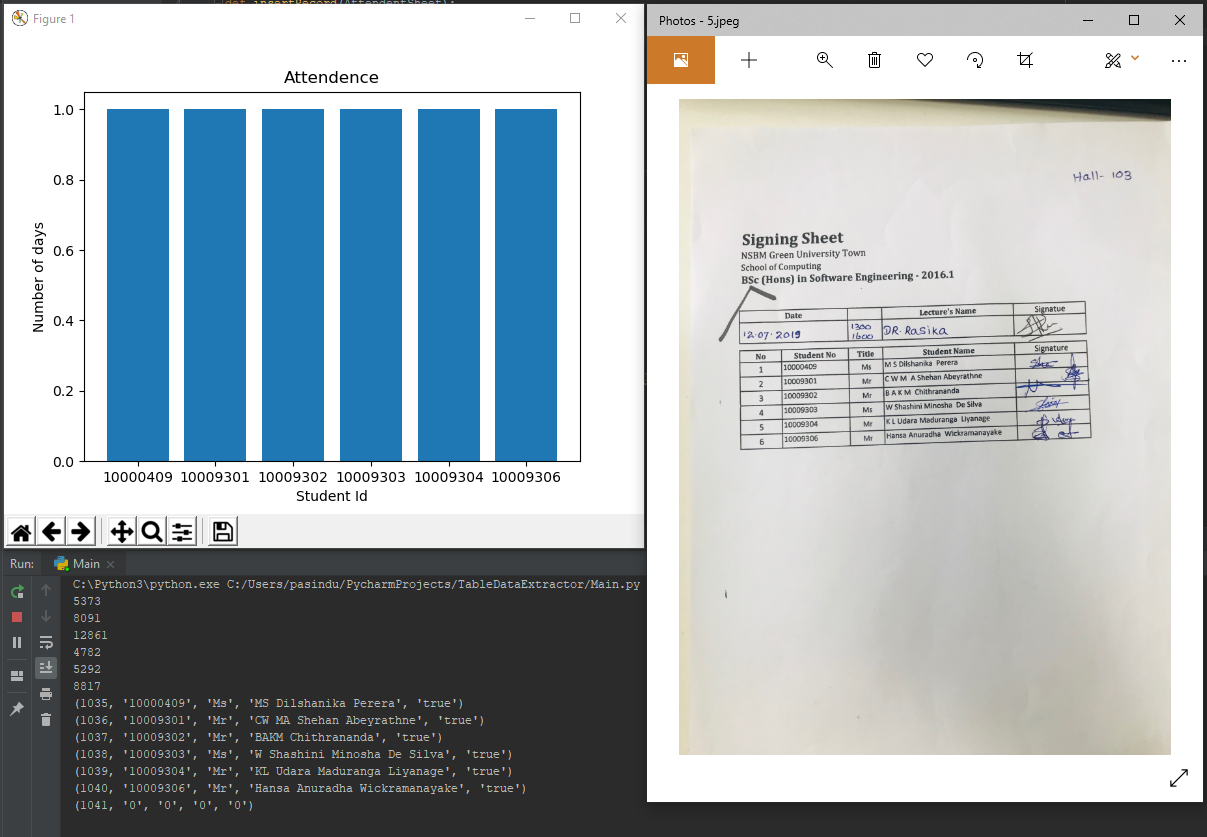 def insertRecord(AttendentSheet):
Figure 1
Attendence
Number of days
1.0
0.8
0.6
0.4
0.2
0.0
10000409 10009301 10009302 10009303 10009304 10009306
Student Id
Photos - 5.jpeg
Hall- 103
Signing Sheet
NSBM Green University Town
School of Computing
BSc (Hons) in Software Engineering - 2016.1
Date Lecture's Name Signatue
12.07.2019 1300 1600 DR. Rasika
No Student No Title Student Name Signature
1 10000409 Ms M S Dilshanika Perera
2 10009301 Mr C W M A Shehan Abeyrathne
3 10009302 Mr B A K M Chithrananda
4 10009303 Ms W Shashini Minosha De Silva
5 10009304 Mr K L Udara Maduranga Liyanage
6 10009306 Mr Hansa Anuradha Wickramanayake
Run: Main
C:\Python3\python.exe C:/Users/pasindu/PycharmProjects/TableDataExtractor/Main.py
5373
8091
12861
4782
5292
8817
(1035, '10000409', 'Ms', 'MS Dilshanika Perera', 'true')
(1036, '10009301', 'Mr', 'CW MA Shehan Abeyrathne', 'true')
(1037, '10009302', 'Mr', 'BAKM Chithrananda', 'true')
(1038, '10009303', 'Ms', 'W Shashini Minosha De Silva', 'true')
(1039, '10009304', 'Mr', 'KL Udara Maduranga Liyanage', 'true')
(1040, '10009306', 'Mr', 'Hansa Anuradha Wickramanayake', 'true')
(1041, '0', '0', '0', '0')